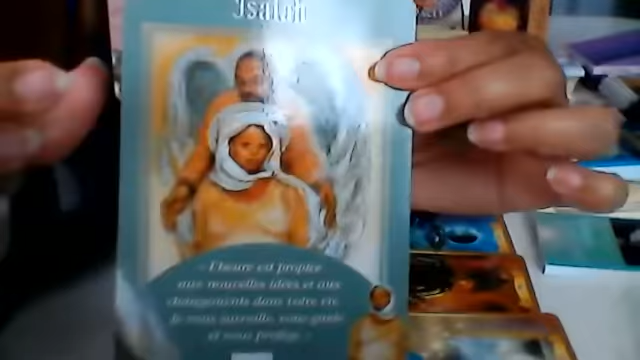 Isaiah
« L'heure est propice
aux nouvelles idées et aux
changements dans votre vie.
Je vous surveille, vous guide
et vous protège. »